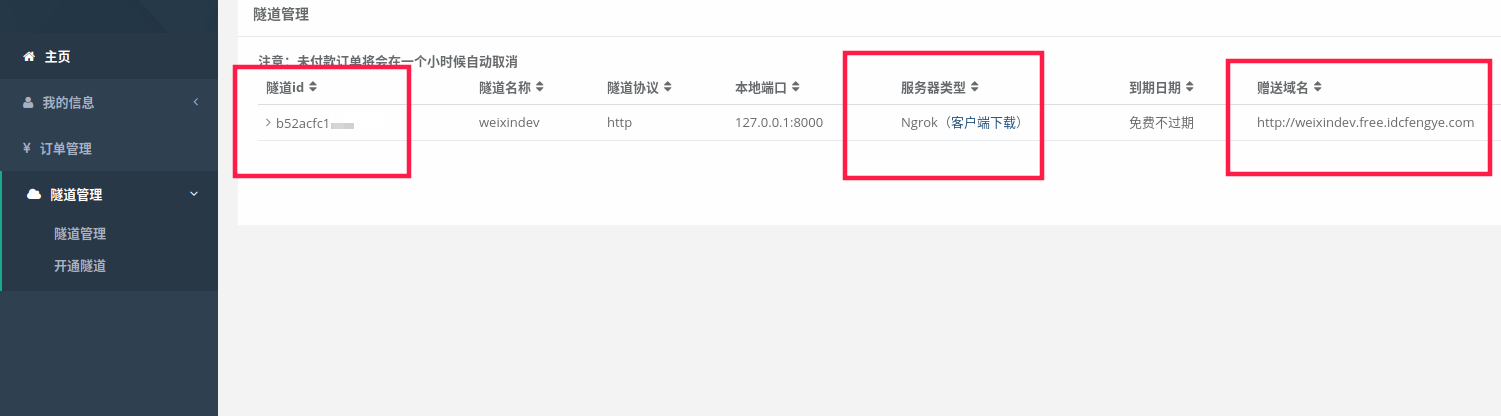 隧道管理
主页
我的信息
¥ 订单管理
隧道管理
隧道管理
开通隧道
注意：未付款订单将会在一个小时候自动取消
隧道id 隧道名称 隧道协议 本地端口 服务器类型 到期日期 赠送域名
b52acfc1 weixindev http 127.0.0.1:8000 Ngrok（客户端下载） 免费不过期 http://weixindev.free.idcfengye.com